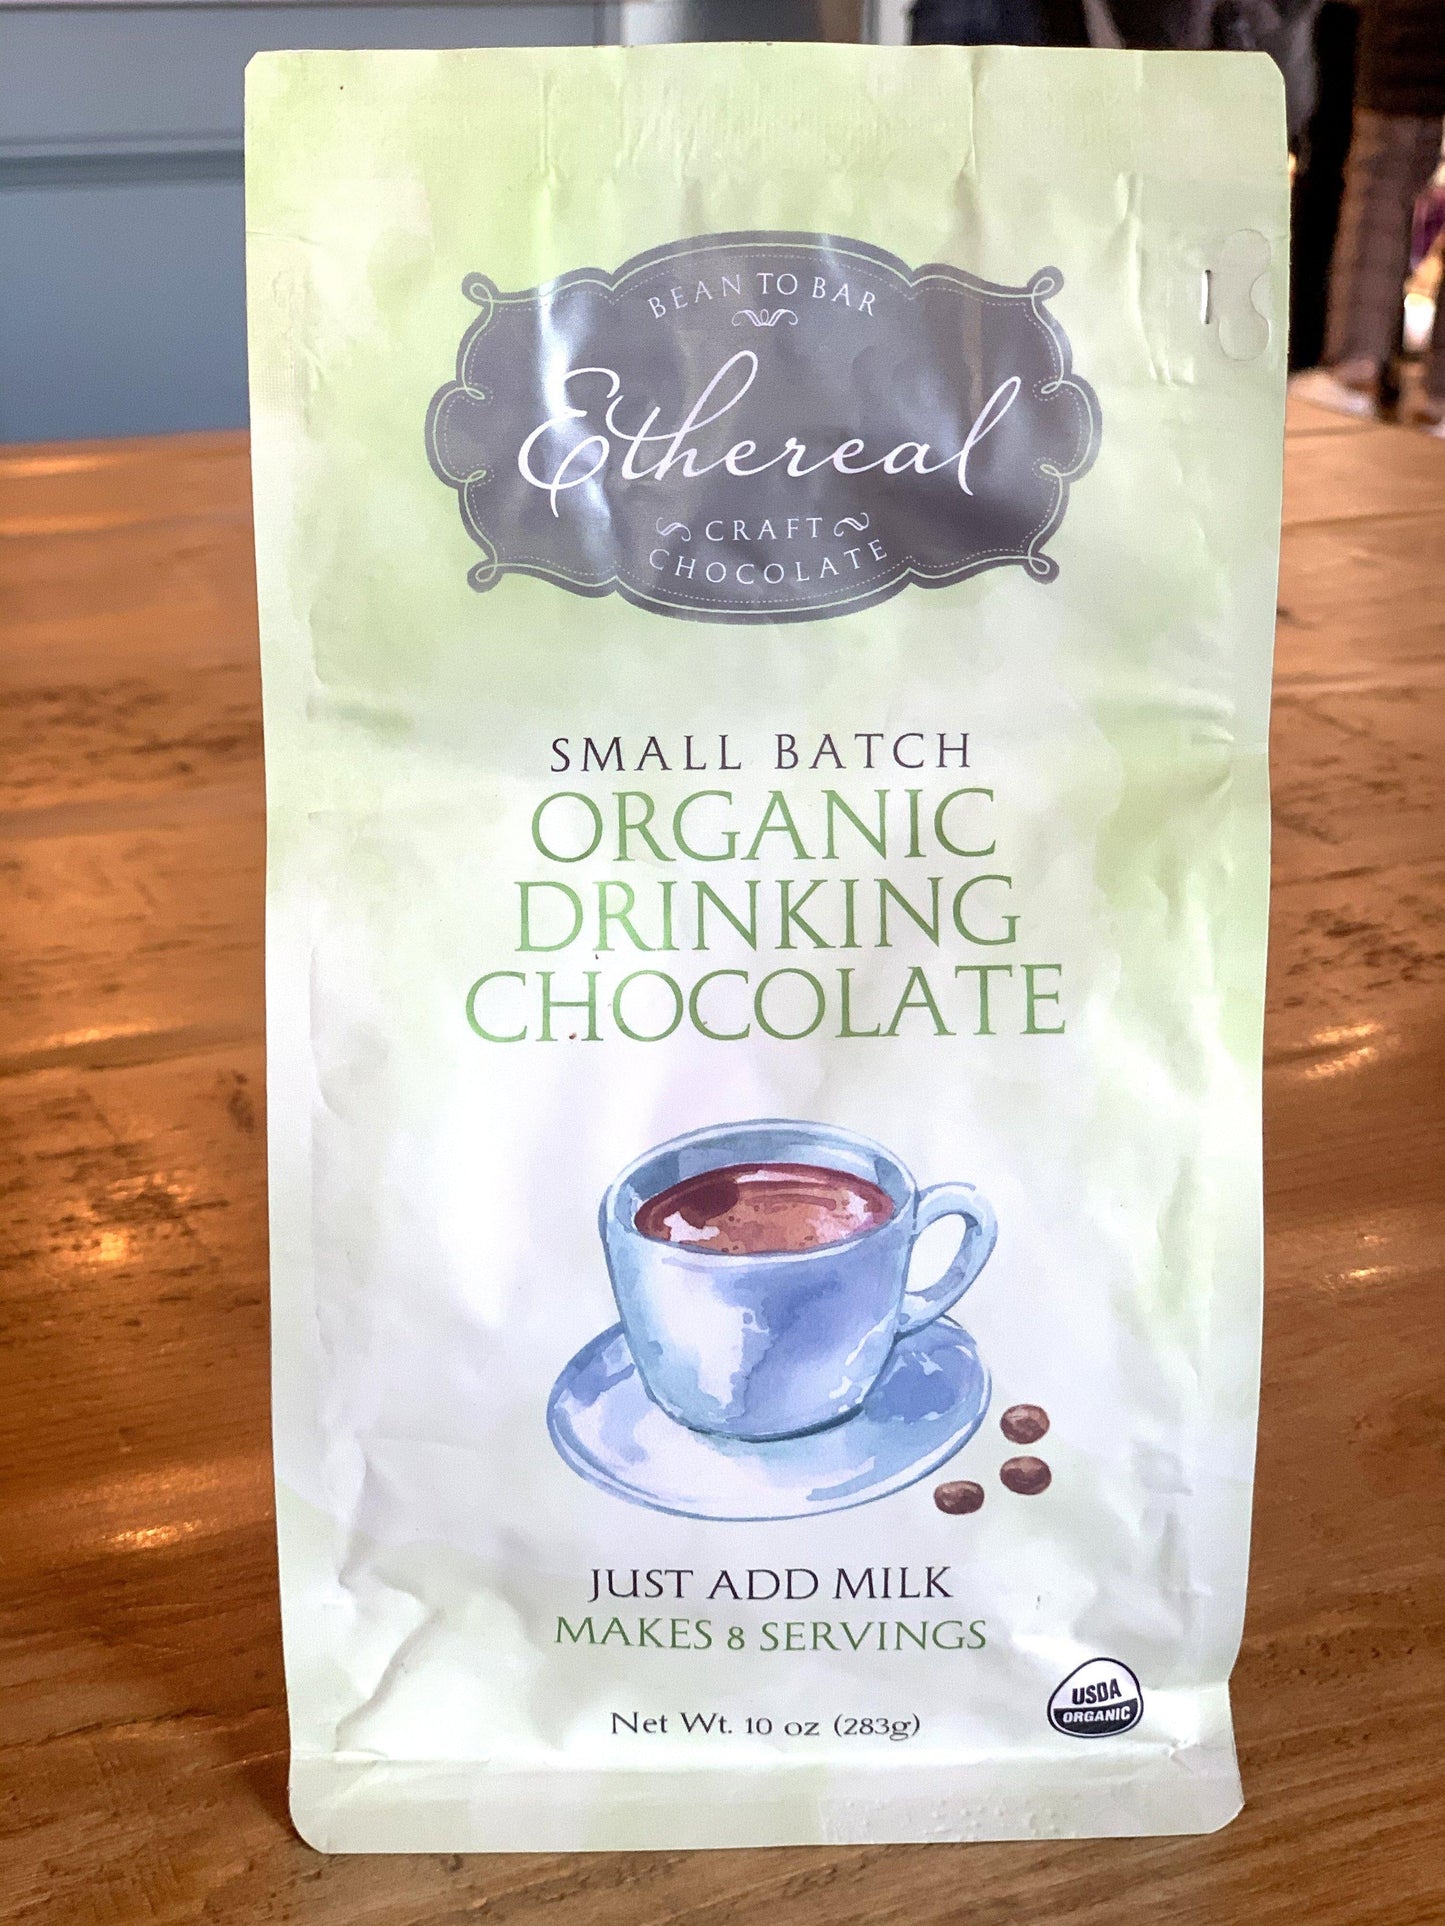 BEAN TO BAR
Ethereal
CRAFT
CHOCOLATE
SMALL BATCH
ORGANIC
DRINKING
CHOCOLATE
JUST ADD MILK
MAKES 8 SERVINGS
Net Wt. 10 oz (283g)
USDA
ORGANIC